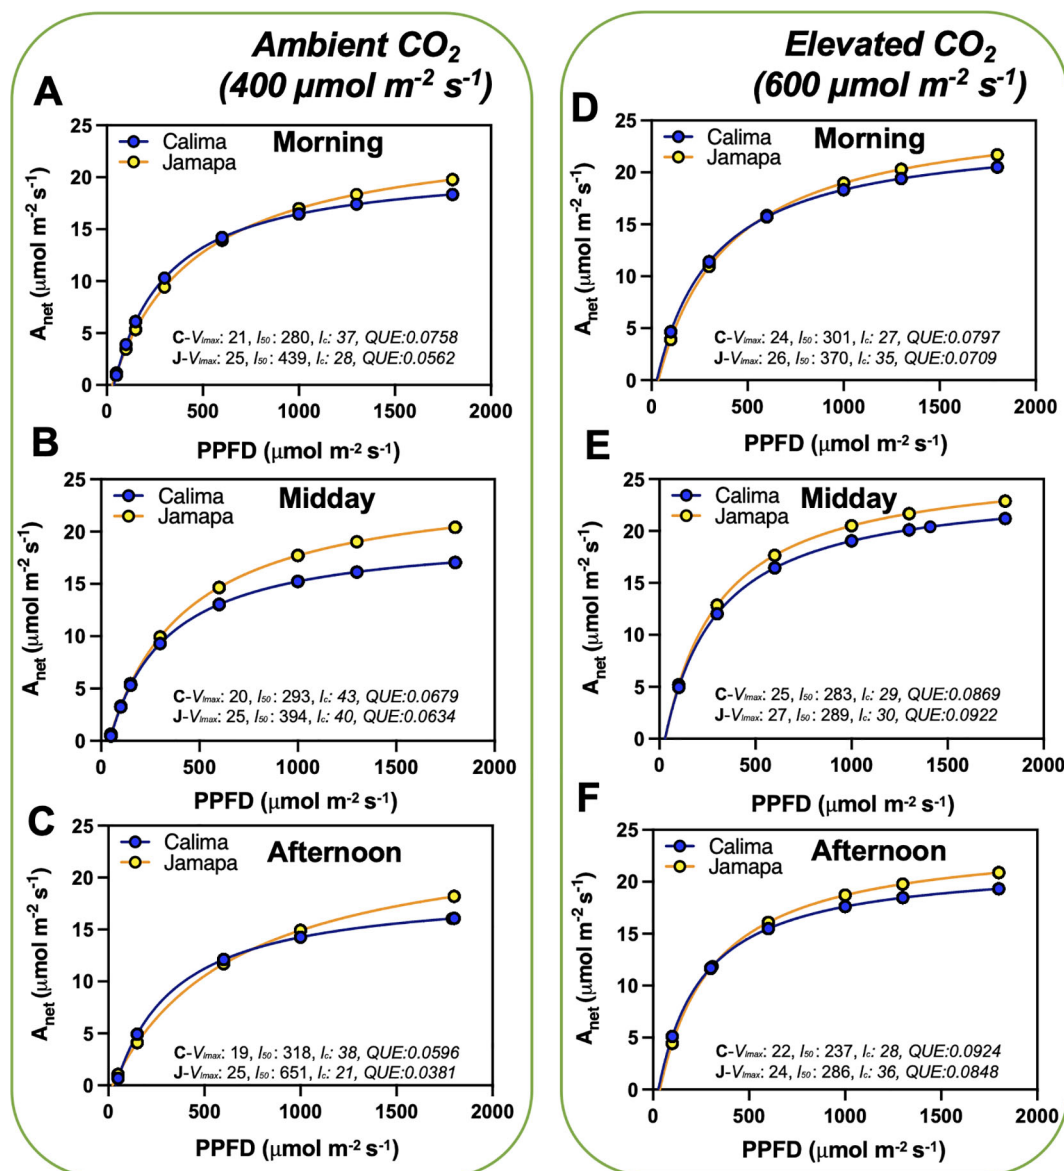 Ambient CO2
(400 µmol m-2 s-1)
A
Morning
Calima
Jamapa
25
20
15
10
5
0
Anet (µmol m-2 s-1)
C-VImax: 21, I50: 280, Ic: 37, QUE:0.0758
J-VImax: 25, I50: 439, Ic: 28, QUE:0.0562
0 500 1000 1500 2000
PPFD (µmol m-2 s-1)
B
Midday
Calima
Jamapa
25
20
15
10
5
0
Anet (µmol m-2 s-1)
C-VImax: 20, I50: 293, Ic: 43, QUE:0.0679
J-VImax: 25, I50: 394, Ic: 40, QUE:0.0634
0 500 1000 1500 2000
PPFD (µmol m-2 s-1)
C
Afternoon
Calima
Jamapa
25
20
15
10
5
0
Anet (µmol m-2 s-1)
C-VImax: 19, I50: 318, Ic: 38, QUE:0.0596
J-VImax: 25, I50: 651, Ic: 21, QUE:0.0381
0 500 1000 1500 2000
PPFD (µmol m-2 s-1)
Elevated CO2
(600 µmol m-2 s-1)
D
Morning
Calima
Jamapa
25
20
15
10
5
0
Anet (µmol m-2 s-1)
C-VImax: 24, I50: 301, Ic: 27, QUE:0.0797
J-VImax: 26, I50: 370, Ic: 35, QUE:0.0709
0 500 1000 1500 2000
PPFD (µmol m-2 s-1)
E
Midday
Calima
Jamapa
25
20
15
10
5
0
Anet (µmol m-2 s-1)
C-VImax: 25, I50: 283, Ic: 29, QUE:0.0869
J-VImax: 27, I50: 289, Ic: 30, QUE:0.0922
0 500 1000 1500 2000
PPFD (µmol m-2 s-1)
F
Afternoon
Calima
Jamapa
25
20
15
10
5
0
Anet (µmol m-2 s-1)
C-VImax: 22, I50: 237, Ic: 28, QUE:0.0924
J-VImax: 24, I50: 286, Ic: 36, QUE:0.0848
0 500 1000 1500 2000
PPFD (µmol m-2 s-1)